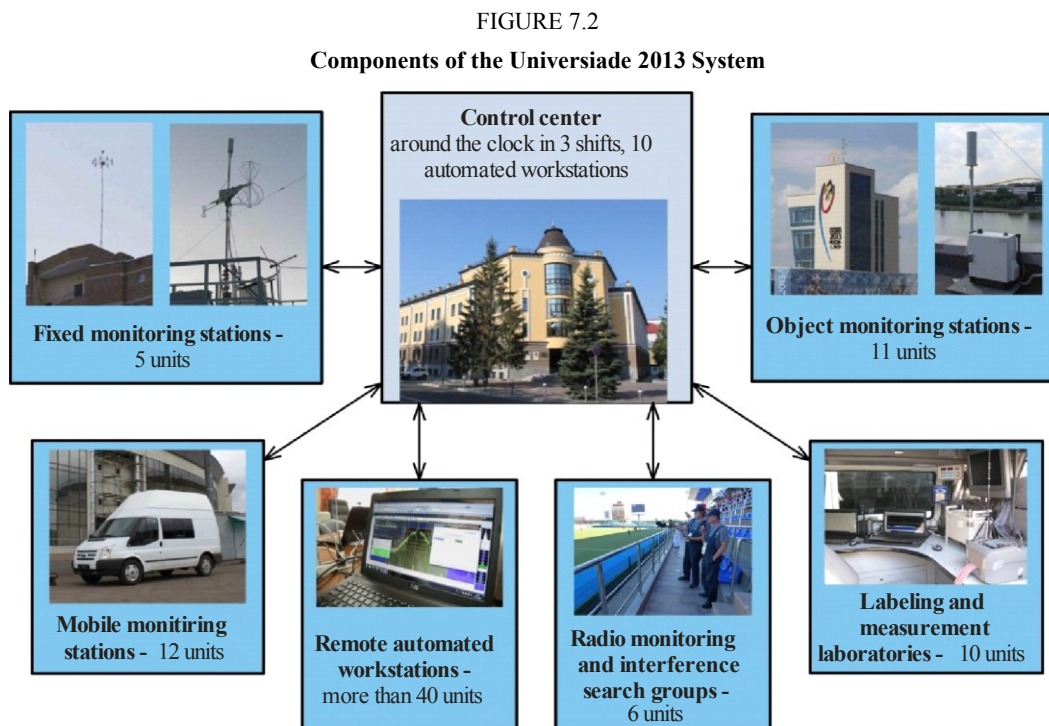 FIGURE 7.2
Components of the Universiade 2013 System
Control center
around the clock in 3 shifts, 10
automated workstations
Fixed monitoring stations -
5 units
Object monitoring stations -
11 units
Mobile monitiring
stations - 12 units
Remote automated
workstations -
more than 40 units
Radio monitoring
and interference
search groups -
6 units
Labeling and
measurement
laboratories - 10 units